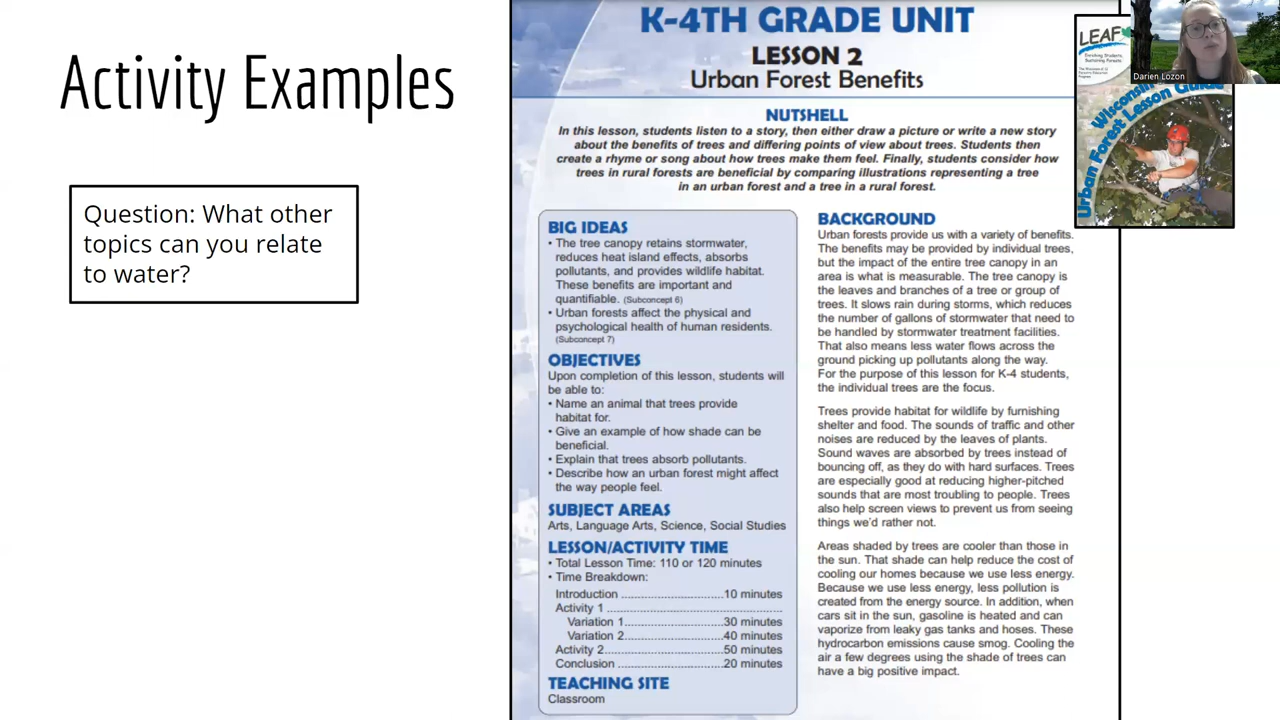 Activity Examples
Question: What other
topics can you relate
to water?
K-4TH GRADE UNIT
LESSON 2
Urban Forest Benefits
NUTSHELL
In this lesson, students listen to a story, then either draw a picture or write a new story
about the benefits of trees and differing points of view about trees. Students then
create a rhyme or song about how trees make them feel. Finally, students consider how
trees in rural forests are beneficial by comparing illustrations representing a tree
in an urban forest and a tree in a rural forest.
BIG IDEAS
• The tree canopy retains stormwater,
reduces heat island effects, absorbs
pollutants, and provides wildlife habitat.
These benefits are important and
quantifiable. (Subconcept 6)
• Urban forests affect the physical and
psychological health of human residents.
(Subconcept 7)
OBJECTIVES
Upon completion of this lesson, students will
be able to:
• Name an animal that trees provide
habitat for.
• Give an example of how shade can be
beneficial.
• Explain that trees absorb pollutants.
• Describe how an urban forest might affect
the way people feel.
SUBJECT AREAS
Arts, Language Arts, Science, Social Studies
LESSON/ACTIVITY TIME
• Total Lesson Time: 110 or 120 minutes
• Time Breakdown:
Introduction ..........................10 minutes
Activity 1 ............................................
Variation 1.........................30 minutes
Variation 2.........................40 minutes
Activity 2..............................50 minutes
Conclusion ...........................20 minutes
TEACHING SITE
Classroom
BACKGROUND
Urban forests provide us with a variety of benefits.
The benefits may be provided by individual trees,
but the impact of the entire tree canopy in an
area is what is measurable. The tree canopy is
the leaves and branches of a tree or group of
trees. It slows rain during storms, which reduces
the number of gallons of stormwater that need to
be handled by stormwater treatment facilities.
That also means less water flows across the
ground picking up pollutants along the way.
For the purpose of this lesson for K-4 students,
the individual trees are the focus.
Trees provide habitat for wildlife by furnishing
shelter and food. The sounds of traffic and other
noises are reduced by the leaves of plants.
Sound waves are absorbed by trees instead of
bouncing off, as they do with hard surfaces. Trees
are especially good at reducing higher-pitched
sounds that are most troubling to people. Trees
also help screen views to prevent us from seeing
things we'd rather not.
Areas shaded by trees are cooler than those in
the sun. That shade can help reduce the cost of
cooling our homes because we use less energy.
Because we use less energy, less pollution is
created from the energy source. In addition, when
cars sit in the sun, gasoline is heated and can
vaporize from leaky gas tanks and hoses. These
hydrocarbon emissions cause smog. Cooling the
air a few degrees using the shade of trees can
have a big positive impact.
LEAF
Enriching Students,
Sustaining Forests
Wisconsin
Urban Forest Lesson Guide
Darien Lozon